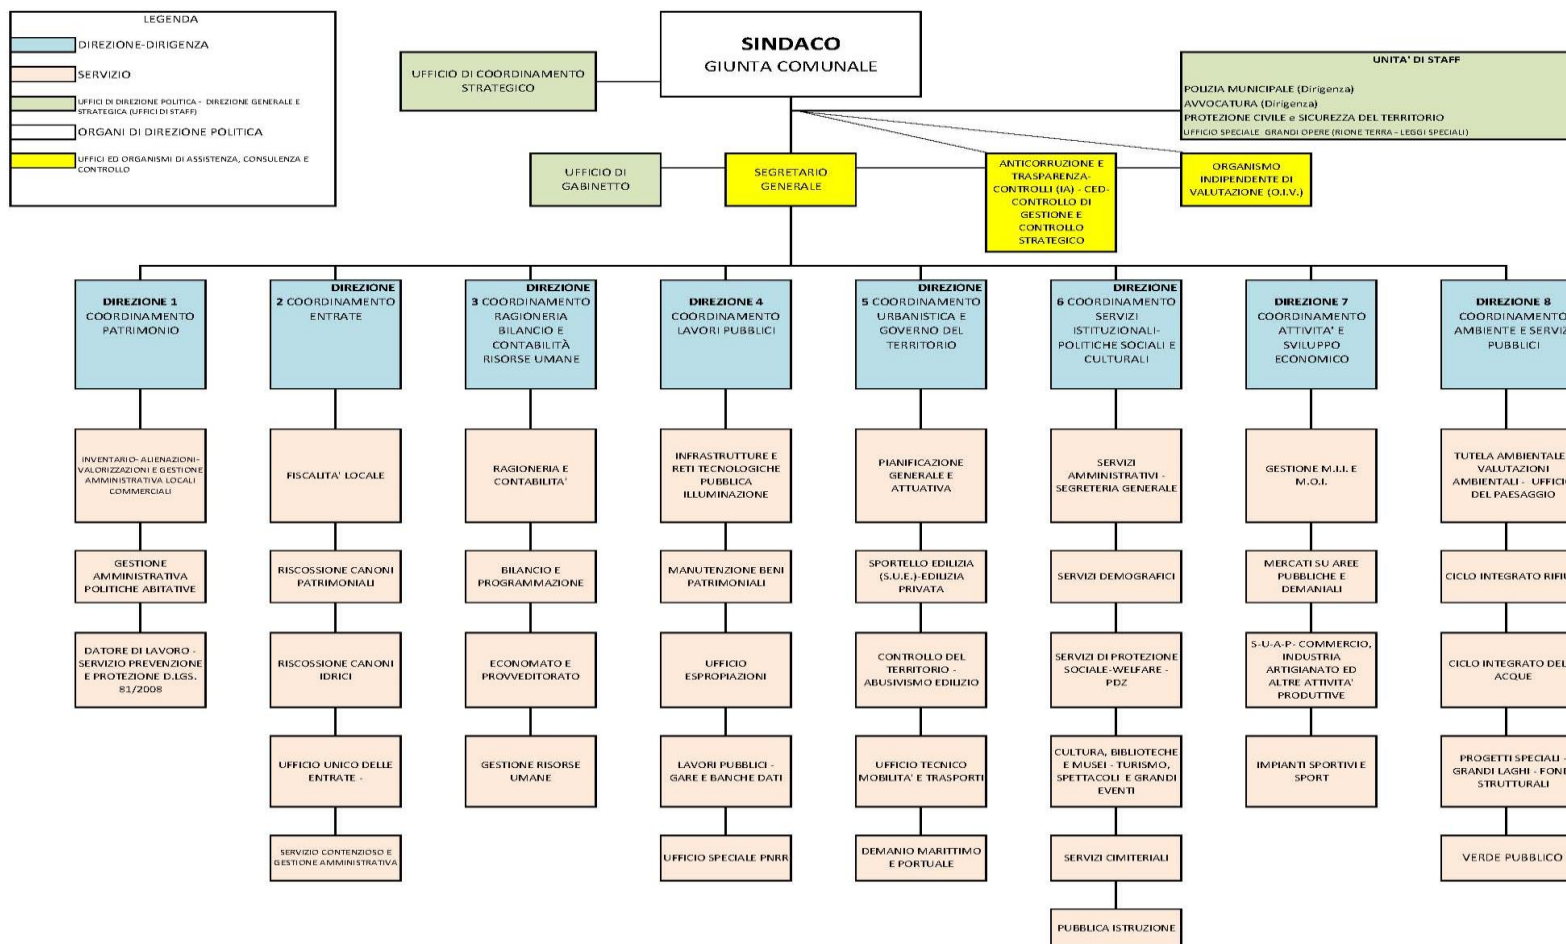 LEGENDA
DIREZIONE-DIRIGENZA
SERVIZIO
UFFICI DI DIREZIONE POLITICA - DIREZIONE GENERALE E
STRATEGICA (UFFICI DI STAFF)
ORGANI DI DIREZIONE POLITICA
UFFICI ED ORGANISMI DI ASSISTENZA, CONSULENZA E
CONTROLLO
UFFICIO DI COORDINAMENTO
STRATEGICO
SINDACO
GIUNTA COMUNALE
UNITA' DI STAFF
POLIZIA MUNICIPALE (Dirigenza)
AVVOCATURA (Dirigenza)
PROTEZIONE CIVILE e SICUREZZA DEL TERRITORIO
UFFICIO SPECIALE GRANDI OPERE (RIONE TERRA - LEGGI SPECIALI)
UFFICIO DI
GABINETTO
SEGRETARIO
GENERALE
ANTICORRUZIONE E
TRASPARENZA-
CONTROLLI (IA) - CED-
CONTROLLO DI
GESTIONE E
CONTROLLO
STRATEGICO
ORGANISMO
INDIPENDENTE DI
VALUTAZIONE (O.I.V.)
DIREZIONE 1
COORDINAMENTO
PATRIMONIO
DIREZIONE
2 COORDINAMENTO
ENTRATE
DIREZIONE
3 COORDINAMENTO
RAGIONERIA
BILANCIO E
CONTABILITÀ
RISORSE UMANE
DIREZIONE 4
COORDINAMENTO
LAVORI PUBBLICI
DIREZIONE
5 COORDINAMENTO
URBANISTICA E
GOVERNO DEL
TERRITORIO
DIREZIONE
6 COORDINAMENTO
SERVIZI
ISTITUZIONALI-
POLITICHE SOCIALI E
CULTURALI
DIREZIONE 7
COORDINAMENTO
ATTIVITA' E
SVILUPPO
ECONOMICO
DIREZIONE 8
COORDINAMENTO
AMBIENTE E SERVIZI
PUBBLICI
INVENTARIO- ALIENAZIONI-
VALORIZZAZIONI E GESTIONE
AMMINISTRATIVA LOCALI
COMMERCIALI
FISCALITA' LOCALE
RAGIONERIA E
CONTABILITA'
INFRASTRUTTURE E
RETI TECNOLOGICHE
PUBBLICA
ILLUMINAZIONE
PIANIFICAZIONE
GENERALE E
ATTUATIVA
SERVIZI
AMMINISTRATIVI -
SEGRETERIA GENERALE
GESTIONE M.I.I. E
M.O.I.
TUTELA AMBIENTALE
VALUTAZIONI
AMBIENTALI - UFFICIO
DEL PAESAGGIO
GESTIONE
AMMINISTRATIVA
POLITICHE ABITATIVE
RISCOSSIONE CANONI
PATRIMONIALI
BILANCIO E
PROGRAMMAZIONE
MANUTENZIONE BENI
PATRIMONIALI
SPORTELLO EDILIZIA
(S.U.E.)-EDILIZIA
PRIVATA
SERVIZI DEMOGRAFICI
MERCATI SU AREE
PUBBLICHE E
DEMANIALI
CICLO INTEGRATO
DATORE DI LAVORO -
SERVIZIO PREVENZIONE
E PROTEZIONE D.LGS.
81/2008
RISCOSSIONE CANONI
IDRICI
ECONOMATO E
PROVVEDITORATO
UFFICIO
ESPROPIAZIONI
CONTROLLO DEL
TERRITORIO -
ABUSIVISMO EDILIZIO
SERVIZI DI PROTEZIONE
SOCIALE-WELFARE -
PDZ
S-U-A-P- COMMERCIO,
INDUSTRIA
ARTIGIANATO ED
ALTRE ATTIVITA'
PRODUTTIVE
CICLO INTEGRATO
ACQUE
UFFICIO UNICO DELLE
ENTRATE -
GESTIONE RISORSE
UMANE
LAVORI PUBBLICI -
GARE E BANCHE DATI
UFFICIO TECNICO
MOBILITA' E TRASPORTI
CULTURA, BIBLIOTECHE
E MUSEI - TURISMO,
SPETTACOLI E GRANDI
EVENTI
IMPIANTI SPORTIVI E
SPORT
PROGETTI SPECIALI -
GRANDI LAGHI - FONDI
STRUTTURALI
SERVIZIO CONTENZIOSO E
GESTIONE AMMINISTRATIVA
UFFICIO SPECIALE PNRR
DEMANIO MARITTIMO
E PORTUALE
SERVIZI CIMITERIALI
VERDE PUBBLICO
PUBBLICA ISTRUZIONE